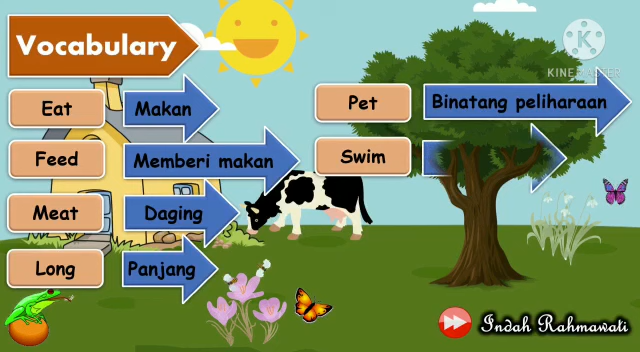 Vocabulary
Eat
Makan
Feed
Memberi makan
Meat
Daging
Long
Panjang
Pet
Binatang peliharaan
Swim
KINEMASTER
Indah Rahmawati